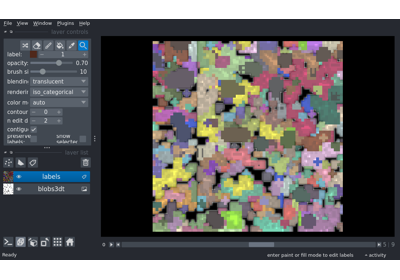 File View Window Plugins Help
layer controls
label: 1
opacity: 0.70
brush si 10
blending translucent
renderin iso_categorical
color m auto
contour 0
n edit d 2
contigu
preserve labels: show selected
layer list
labels
blobs3dt
Ready
enter paint or fill mode to edit labels
activity